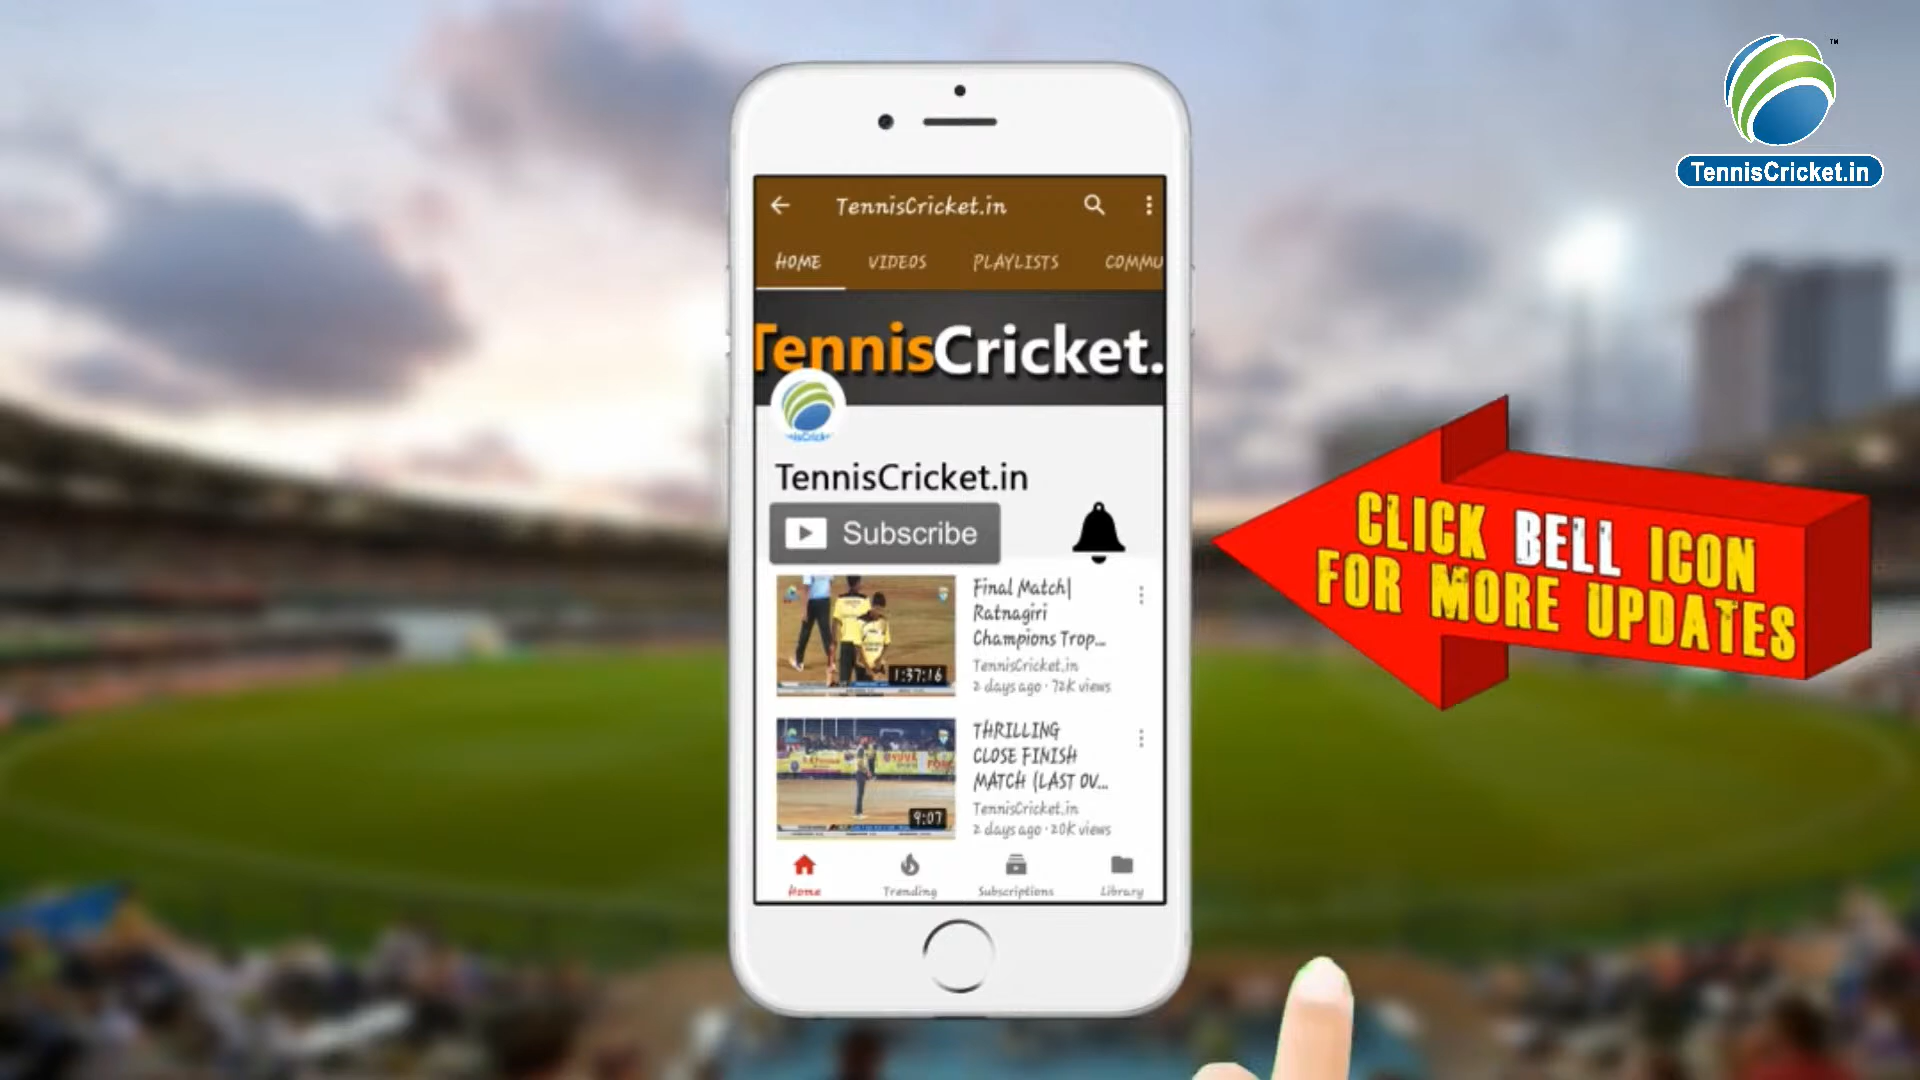 TM
TennisCricket.in
TennisCricket.in
HOME VIDEOS PLAYLISTS COMMU
TennisCricket.
TennisCricket.in
Subscribe
CLICK BELL ICON
FOR MORE UPDATES
Final Match|
Ratnagiri
Champions Trop...
TennisCricket.in
2 days ago · 72K views
1:37:16
THRILLING
CLOSE FINISH
MATCH (LAST OV...
TennisCricket.in
2 days ago · 20K views
9:07
Home Trending Subscriptions Library